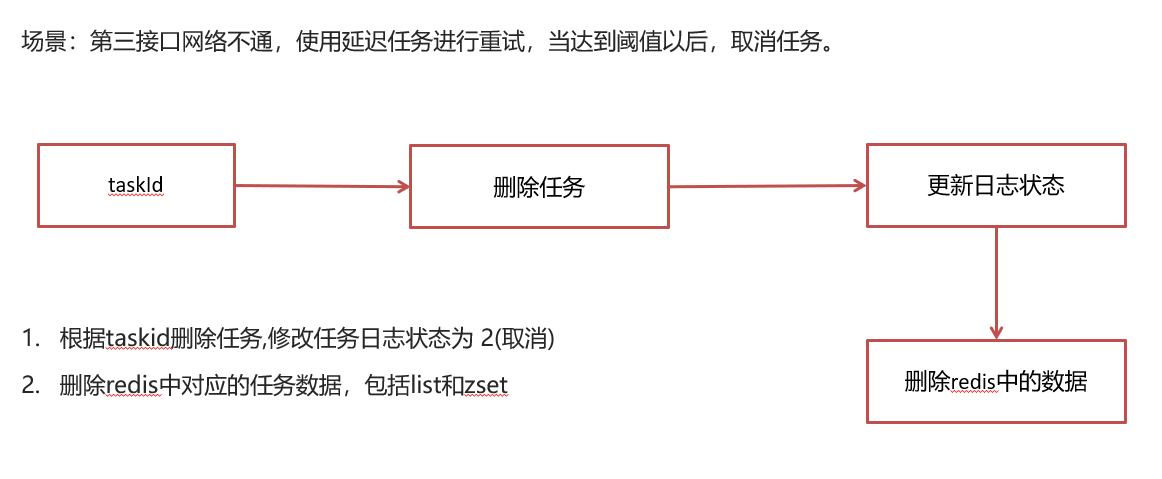 场景：第三接口网络不通，使用延迟任务进行重试，当达到阈值以后，取消任务。
taskId
删除任务
更新日志状态
1. 根据taskid删除任务,修改任务日志状态为 2(取消)
2. 删除redis中对应的任务数据，包括list和zset
删除redis中的数据